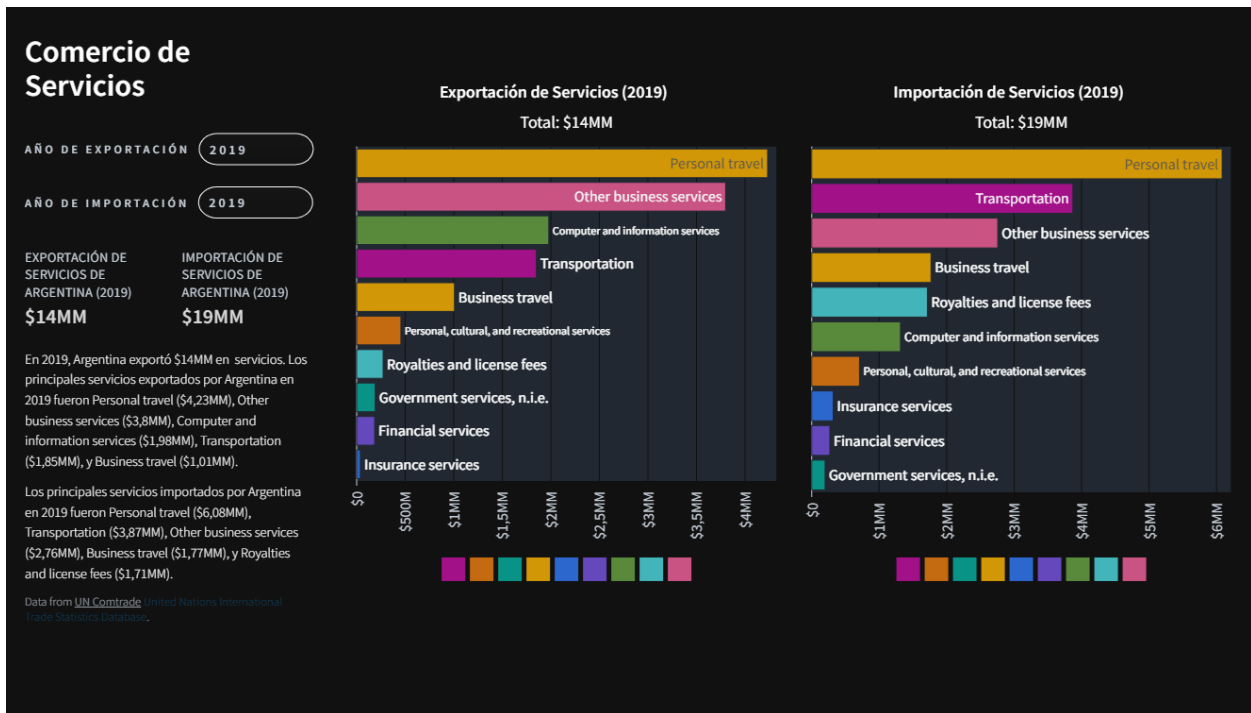 Comercio de
Servicios
AÑO DE EXPORTACIÓN 2019
AÑO DE IMPORTACIÓN 2019
EXPORTACIÓN DE
SERVICIOS DE
ARGENTINA (2019)
$14MM
IMPORTACIÓN DE
SERVICIOS DE
ARGENTINA (2019)
$19MM
En 2019, Argentina exportó $14MM en servicios. Los
principales servicios exportados por Argentina en
2019 fueron Personal travel ($4,23MM), Other
business services ($3,8MM), Computer and
information services ($1,98MM), Transportation
($1,85MM), y Business travel ($1,01MM).
Los principales servicios importados por Argentina
en 2019 fueron Personal travel ($6,08MM),
Transportation ($3,87MM), Other business services
($2,76MM), Business travel ($1,77MM), y Royalties
and license fees ($1,71MM).
Data from UN Comtrade United Nations International
Trade Statistics Database.
Exportación de Servicios (2019)
Total: $14MM
Personal travel
Other business services
Computer and information services
Transportation
Business travel
Personal, cultural, and recreational services
Royalties and license fees
Government services, n.i.e.
Financial services
Insurance services
$0
$500M
$1MM
$1,5MM
$2MM
$2,5MM
$3MM
$3,5MM
$4MM
Importación de Servicios (2019)
Total: $19MM
Personal travel
Transportation
Other business services
Business travel
Royalties and license fees
Computer and information services
Personal, cultural, and recreational services
Insurance services
Financial services
Government services, n.i.e.
$0
$1MM
$2MM
$3MM
$4MM
$5MM
$6MM